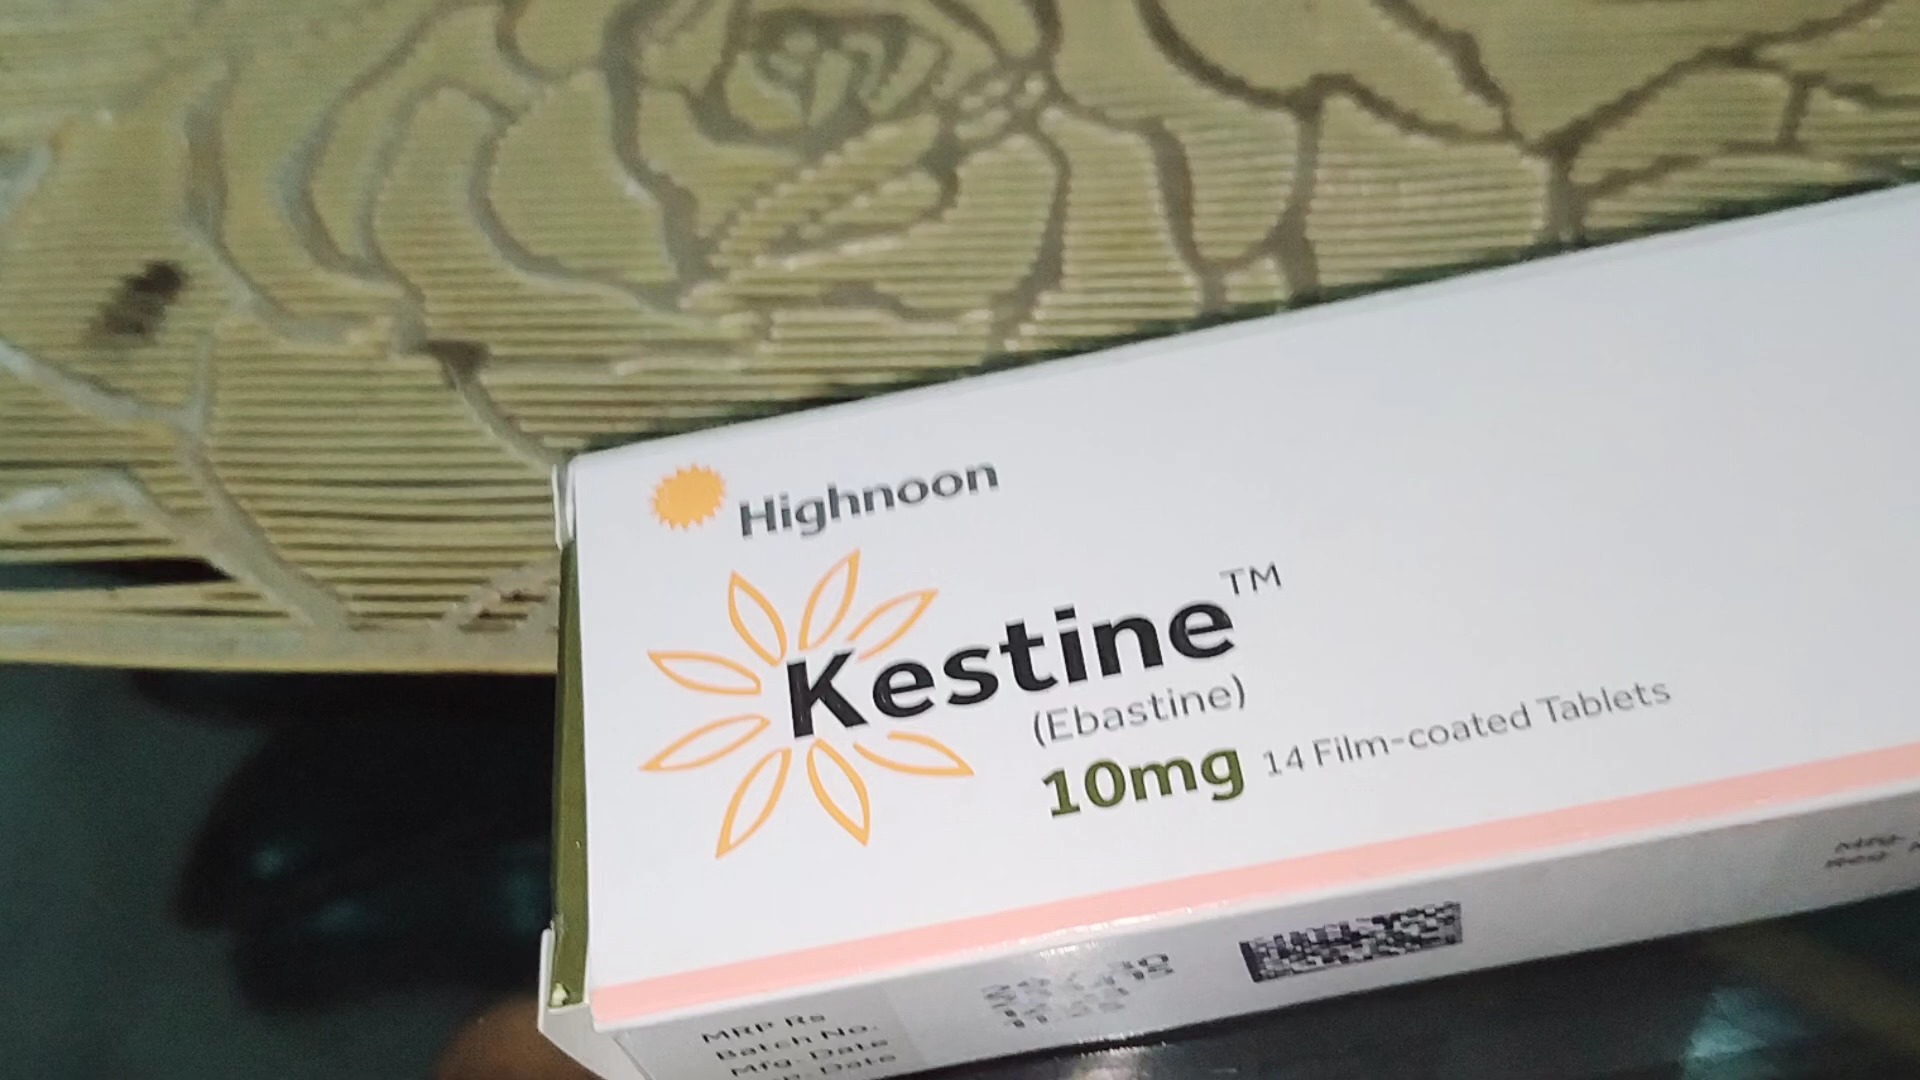 Highnoon
Kestine™
(Ebastine)
10mg 14 Film-coated Tablets
MRP Rs
Batch No.
Mfg-Date